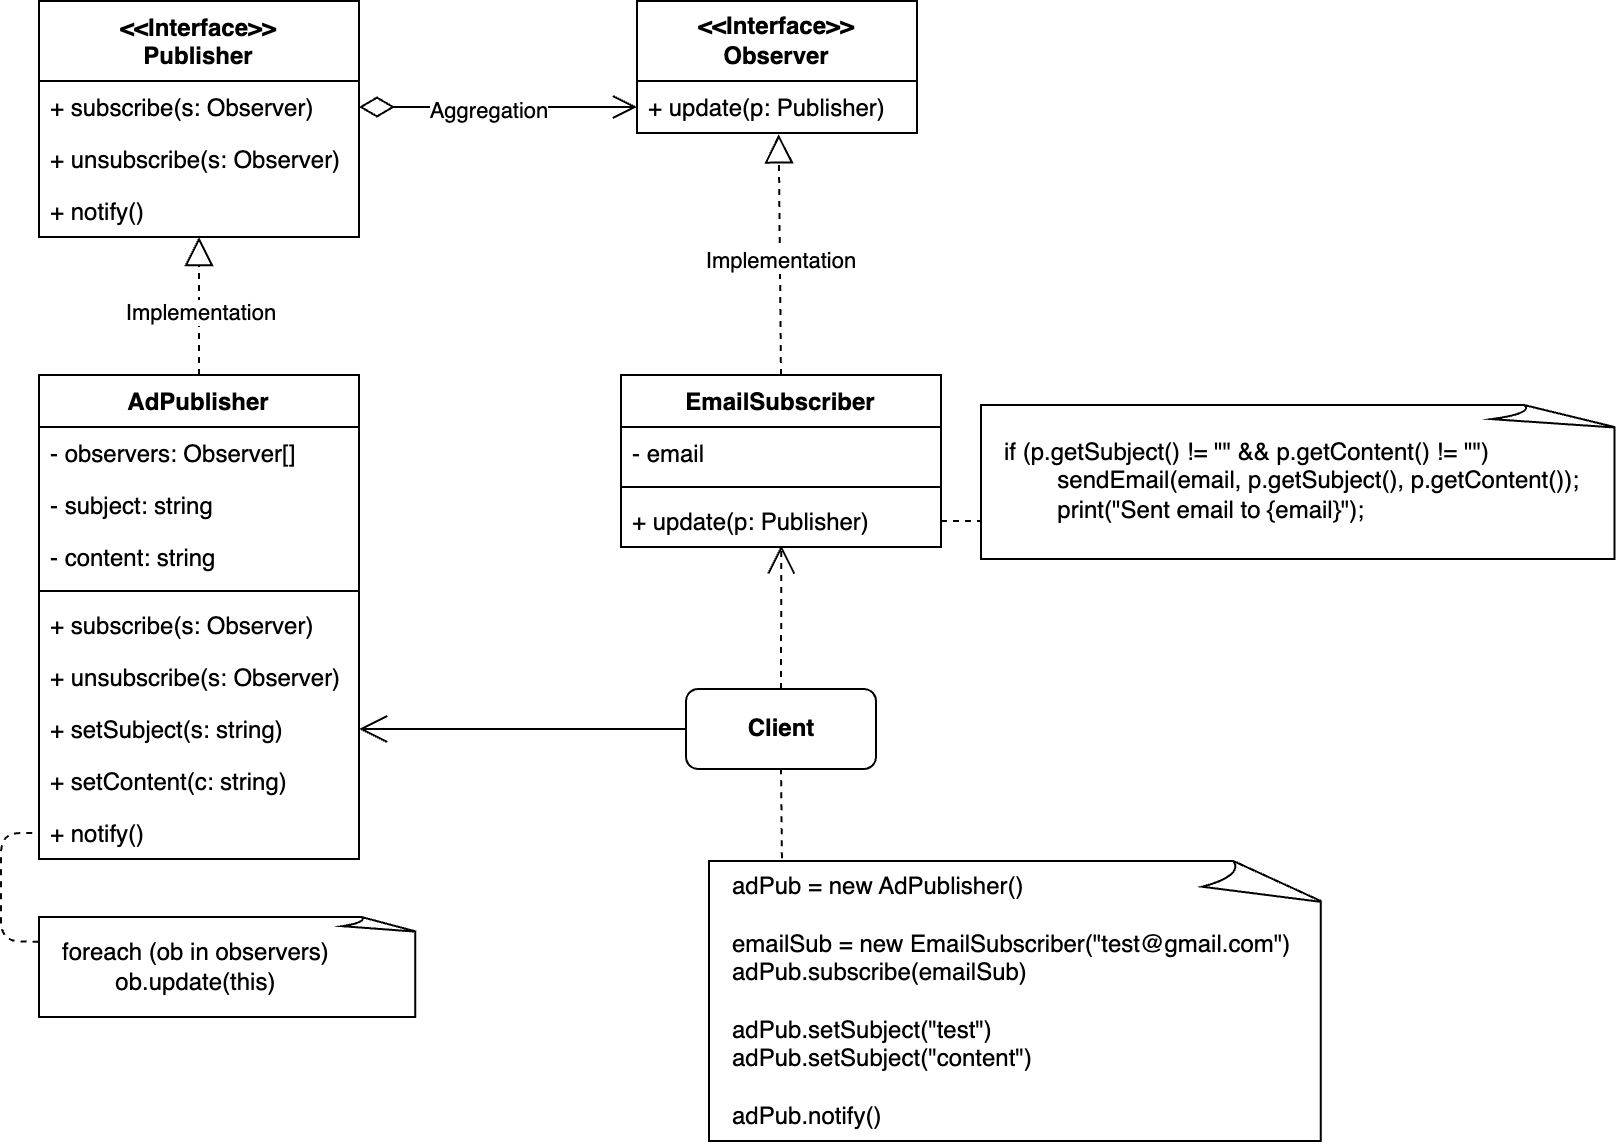 <<Interface>>
Publisher
+ subscribe(s: Observer)
+ unsubscribe(s: Observer)
+ notify()
Aggregation
<<Interface>>
Observer
+ update(p: Publisher)
Implementation
Implementation
AdPublisher
- observers: Observer[]
- subject: string
- content: string
+ subscribe(s: Observer)
+ unsubscribe(s: Observer)
+ setSubject(s: string)
+ setContent(c: string)
+ notify()
EmailSubscriber
- email
+ update(p: Publisher)
if (p.getSubject() != "" && p.getContent() != "")
sendEmail(email, p.getSubject(), p.getContent());
print("Sent email to {email}");
Client
foreach (ob in observers)
ob.update(this)
adPub = new AdPublisher()
emailSub = new EmailSubscriber("test@gmail.com")
adPub.subscribe(emailSub)
adPub.setSubject("test")
adPub.setSubject("content")
adPub.notify()